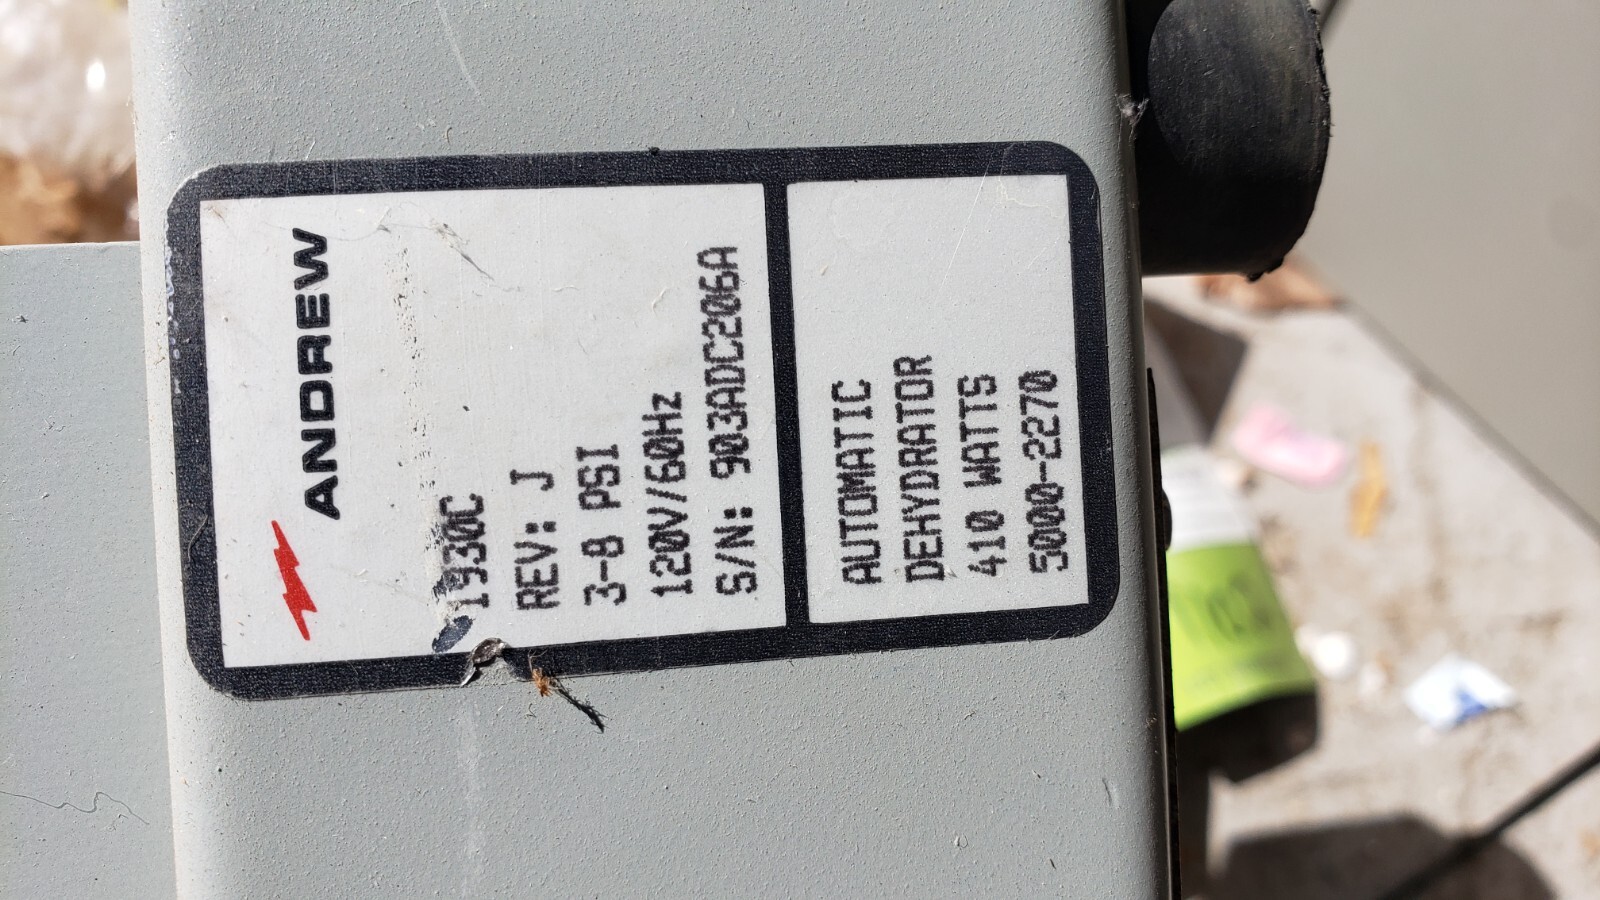 ANDREW
1930C
REV: J
3-8 PSI
120V/60Hz
S/N: 903ADC206A
AUTOMATIC
DEHYDRATOR
410 WATTS
5000-2270